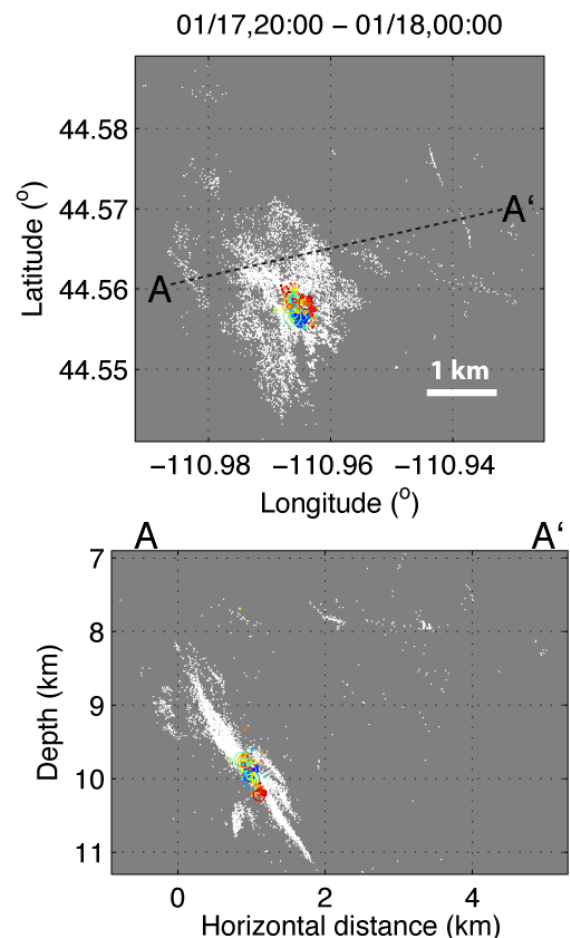 01/17,20:00 − 01/18,00:00
44.58
44.57
44.56
44.55
Latitude (o)
A
A‘
1 km
−110.98
−110.96
−110.94
Longitude (o)
A
A‘
7
8
9
10
11
Depth (km)
0
2
4
Horizontal distance (km)